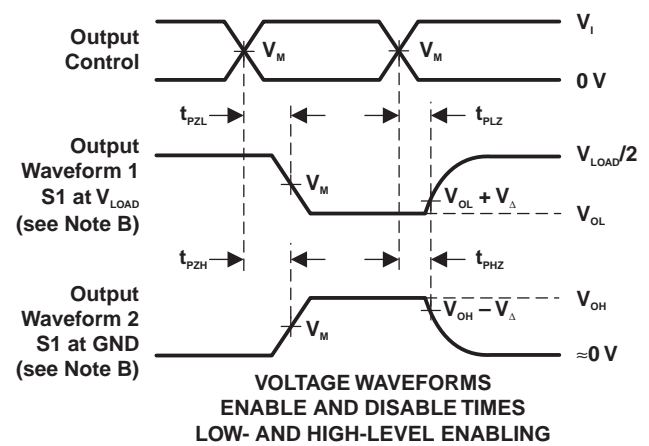 Output
Control
V_M
V_M
V_I
0 V
t_PZL
t_PLZ
Output
Waveform 1
S1 at V_LOAD
(see Note B)
V_M
V_OL + V_Δ
V_LOAD/2
V_OL
t_PZH
t_PHZ
Output
Waveform 2
S1 at GND
(see Note B)
V_M
V_OH − V_Δ
V_OH
≈0 V
VOLTAGE WAVEFORMS
ENABLE AND DISABLE TIMES
LOW- AND HIGH-LEVEL ENABLING